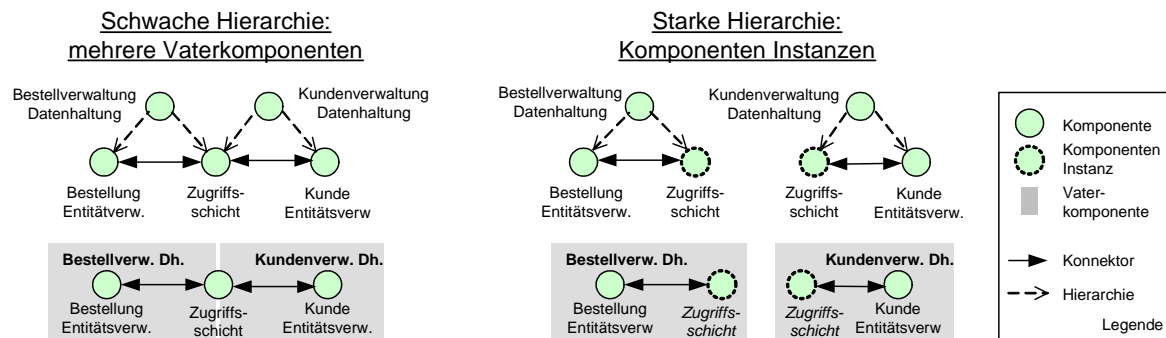 Schwache Hierarchie:
mehrere Vaterkomponenten
Bestellverwaltung
Datenhaltung
Kundenverwaltung
Datenhaltung
Bestellung
Entitätsverw.
Zugriffs-
schicht
Kunde
Entitätsverw
Bestellverw. Dh.
Kundenverw. Dh.
Bestellung
Entitätsverw.
Zugriffs-
schicht
Kunde
Entitätsverw.
Starke Hierarchie:
Komponenten Instanzen
Bestellverwaltung
Datenhaltung
Kundenverwaltung
Datenhaltung
Bestellung
Entitätsverw.
Zugriffs-
schicht
Zugriffs-
schicht
Kunde
Entitätsverw.
Bestellverw. Dh.
Kundenverw. Dh.
Bestellung
Entitätsverw
Zugriffs-
schicht
Zugriffs-
schicht
Kunde
Entitätsverw
Komponente
Komponenten
Instanz
Vater-
komponente
Konnektor
Hierarchie
Legende